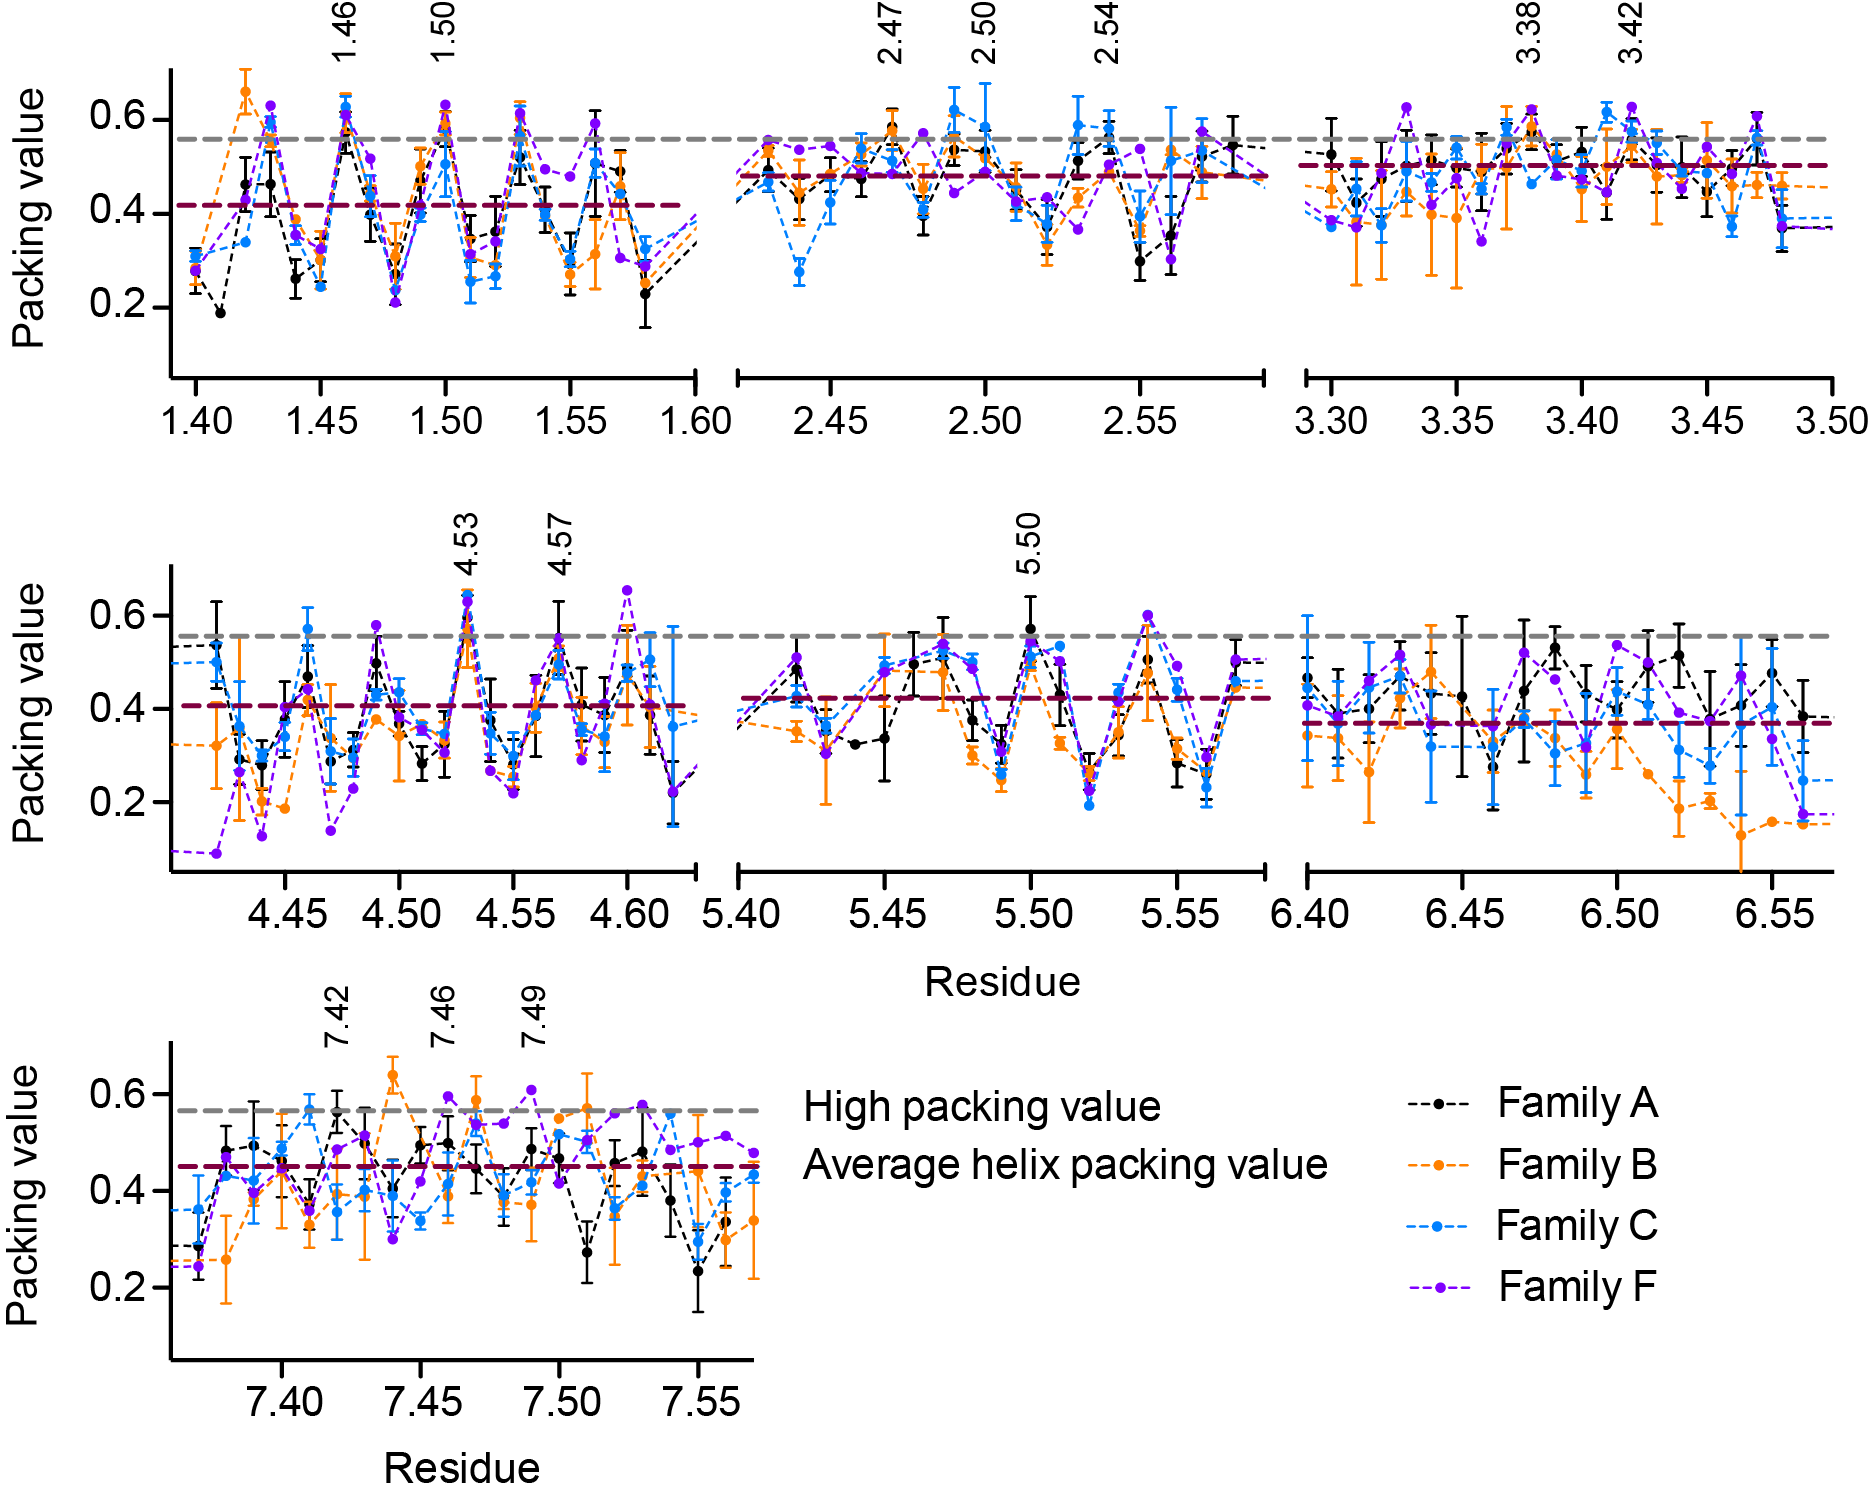 1.46 1.50 2.47 2.50 2.54 3.38 3.42
Packing value
0.6
0.4
0.2
1.40 1.45 1.50 1.55 1.60 2.45 2.50 2.55 3.30 3.35 3.40 3.45 3.50
4.53 4.57 5.50
Packing value
0.6
0.4
0.2
4.45 4.50 4.55 4.60 5.40 5.45 5.50 5.55 6.40 6.45 6.50 6.55
Residue
7.42 7.46 7.49
Packing value
0.6
0.4
0.2
7.40 7.45 7.50 7.55
Residue
High packing value
Average helix packing value
Family A
Family B
Family C
Family F